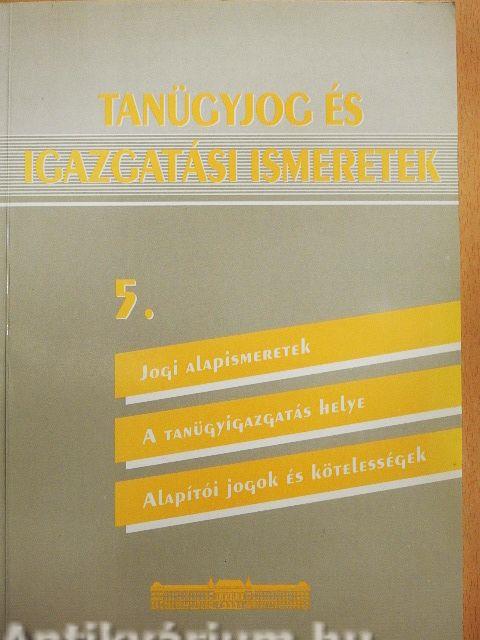 TANÜGYJOG ÉS
IGAZGATÁSI ISMERETEK
5.
Jogi alapismeretek
A tanügyigazgatás helye
Alapítói jogok és kötelességek
Antikvárium.hu